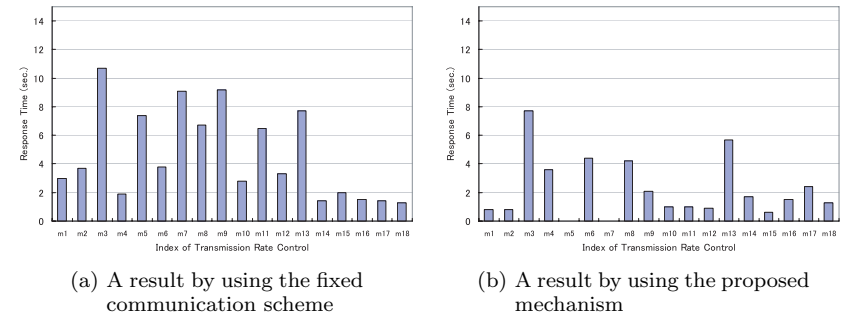 14
12
10
8
6
4
2
0
Response Time (sec.)
m1 m2 m3 m4 m5 m6 m7 m8 m9 m10 m11 m12 m13 m14 m15 m16 m17 m18
Index of Transmission Rate Control
(a) A result by using the fixed
communication scheme
14
12
10
8
6
4
2
0
Response Time (sec.)
m1 m2 m3 m4 m5 m6 m7 m8 m9 m10 m11 m12 m13 m14 m15 m16 m17 m18
Index of Transmission Rate Control
(b) A result by using the proposed
mechanism